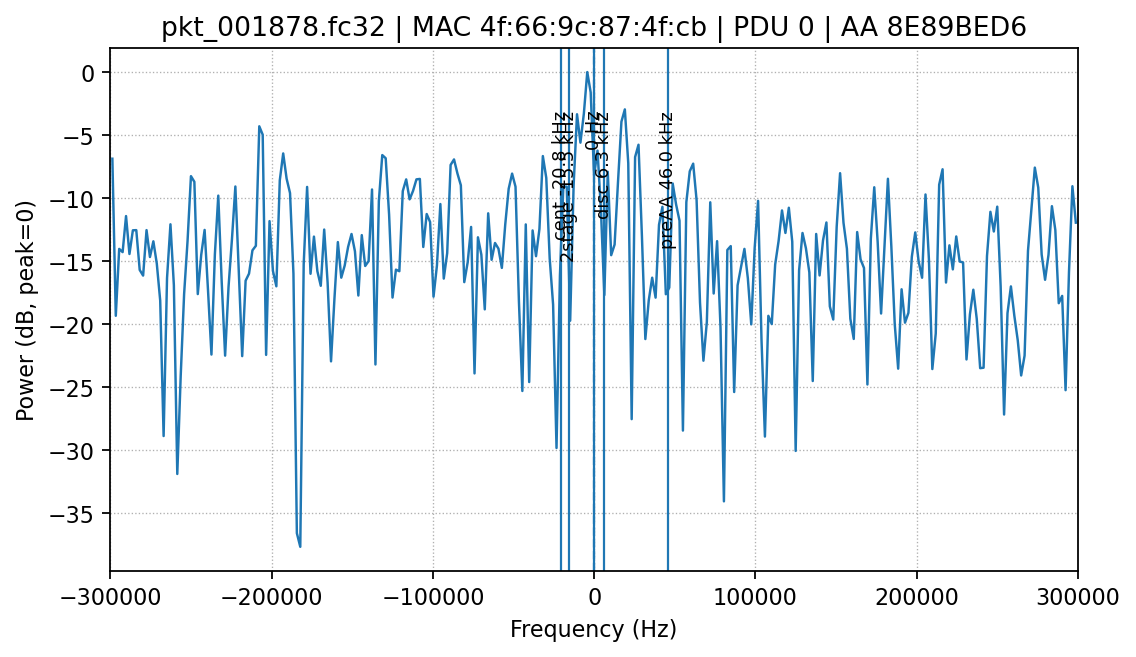 pkt_001878.fc32 | MAC 4f:66:9c:87:4f:cb | PDU 0 | AA 8E89BED6
Power (dB, peak=0)
0
−5
−10
−15
−20
−25
−30
−35
cent -20.8 kHz
2stage -15.5 kHz
0 Hz
disc 6.3 kHz
preAA 46.0 kHz
−300000 −200000 −100000 0 100000 200000 300000
Frequency (Hz)